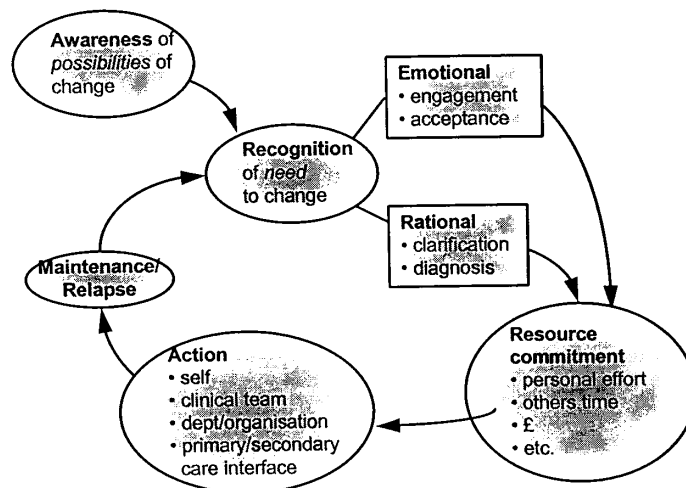 Awareness of
possibilities of
change
Emotional
• engagement
• acceptance
Recognition
of need
to change
Rational
• clarification
• diagnosis
Maintenance/
Relapse
Resource
commitment
• personal effort
• others time
• £
• etc.
Action
• self
• clinical team
• dept/organisation
• primary/secondary
care interface